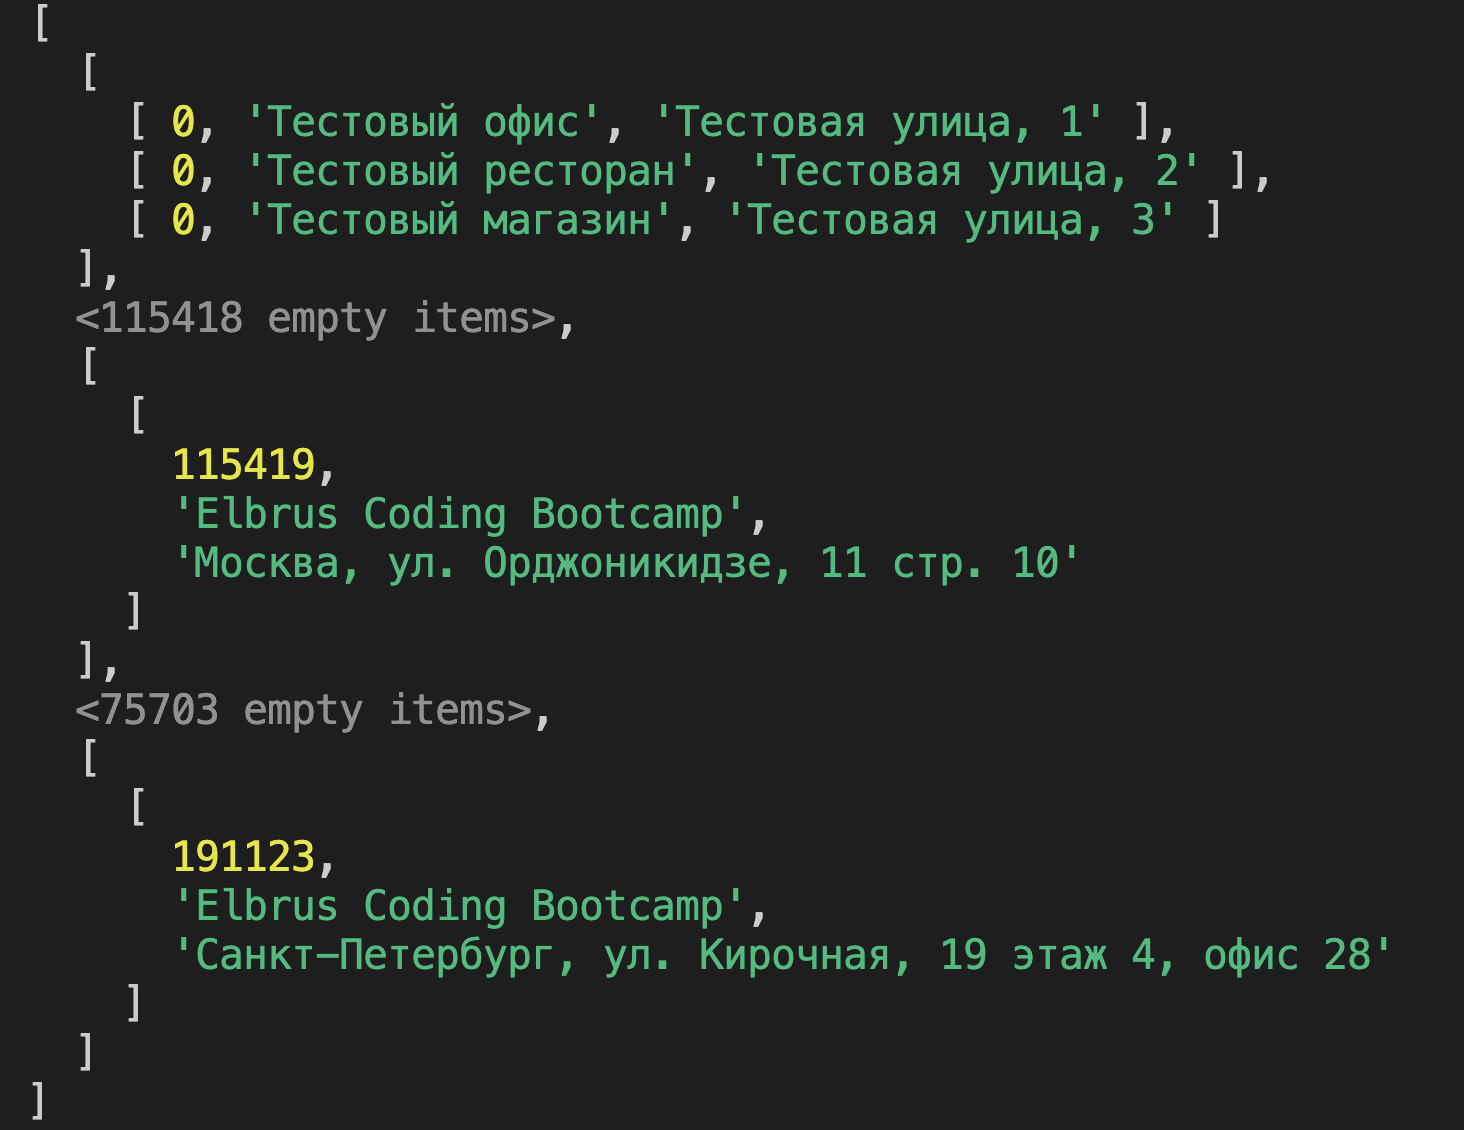 [
[
[ 0, 'Тестовый офис', 'Тестовая улица, 1' ],
[ 0, 'Тестовый ресторан', 'Тестовая улица, 2' ],
[ 0, 'Тестовый магазин', 'Тестовая улица, 3' ]
],
<115418 empty items>,
[
[
115419,
'Elbrus Coding Bootcamp',
'Москва, ул. Орджоникидзе, 11 стр. 10'
]
],
<75703 empty items>,
[
[
191123,
'Elbrus Coding Bootcamp',
'Санкт-Петербург, ул. Кирочная, 19 этаж 4, офис 28'
]
]
]